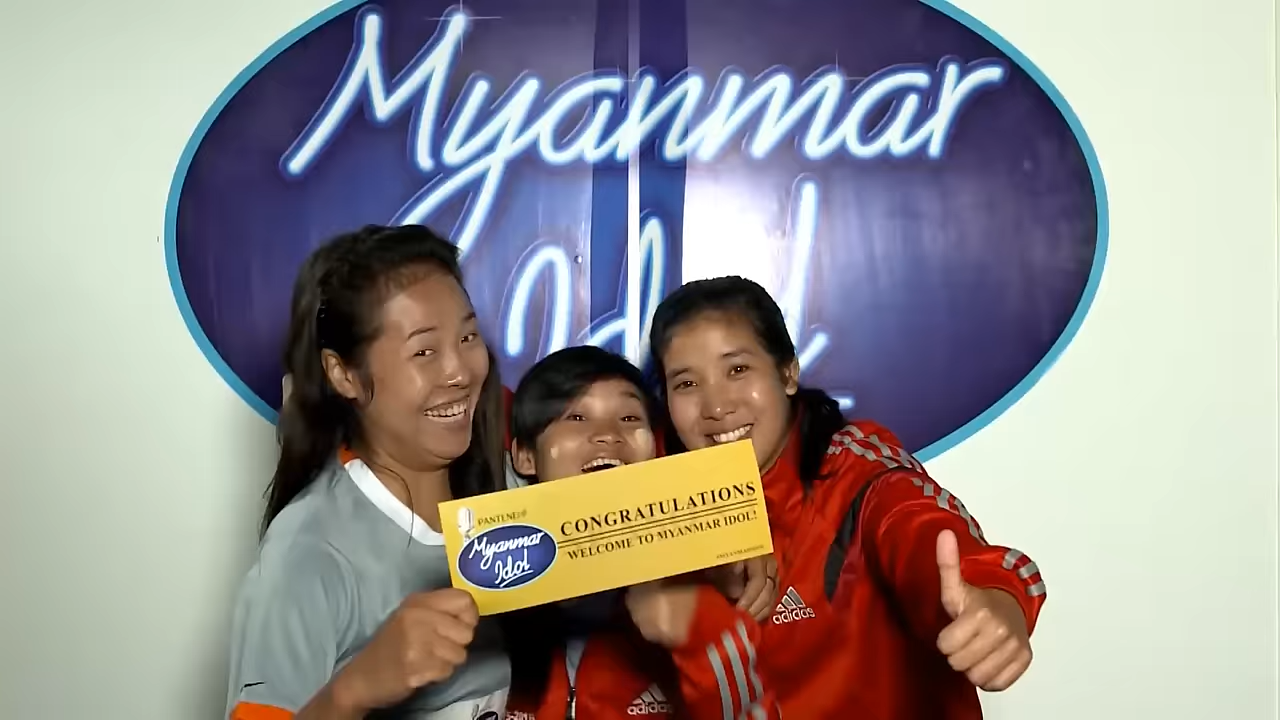 Myanmar
Idol
PANTENE
CONGRATULATIONS
WELCOME TO MYANMAR IDOL!
Myanmar
Idol
adidas
adidas